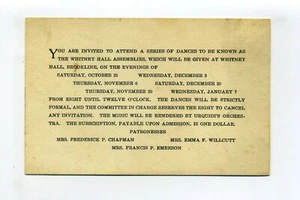 YOU ARE INVITED TO ATTEND A SERIES OF DANCES TO BE KNOWN AS
THE WHITNEY HALL ASSEMBLIES, WHICH WILL BE GIVEN AT WHITNEY
HALL, BROOKLINE, ON THE EVENINGS OF
SATURDAY, OCTOBER 25 WEDNESDAY, DECEMBER 3
THURSDAY, NOVEMBER 6 SATURDAY, DECEMBER 20
THURSDAY, NOVEMBER 20 WEDNESDAY, JANUARY 7
FROM EIGHT UNTIL TWELVE O'CLOCK. THE DANCES WILL BE STRICTLY
FORMAL, AND THE COMMITTEE IN CHARGE RESERVES THE RIGHT TO CANCEL
ANY INVITATION. THE MUSIC WILL BE RENDERED BY URQUID'S ORCHES-
TRA. THE SUBSCRIPTION, PAYABLE UPON ADMISSION, IS ONE DOLLAR.
PATRONESSES
MRS. FREDERICK P. CHAPMAN MRS. EMMA F. WILLCUTT
MRS. FRANCIS P. EMERSON